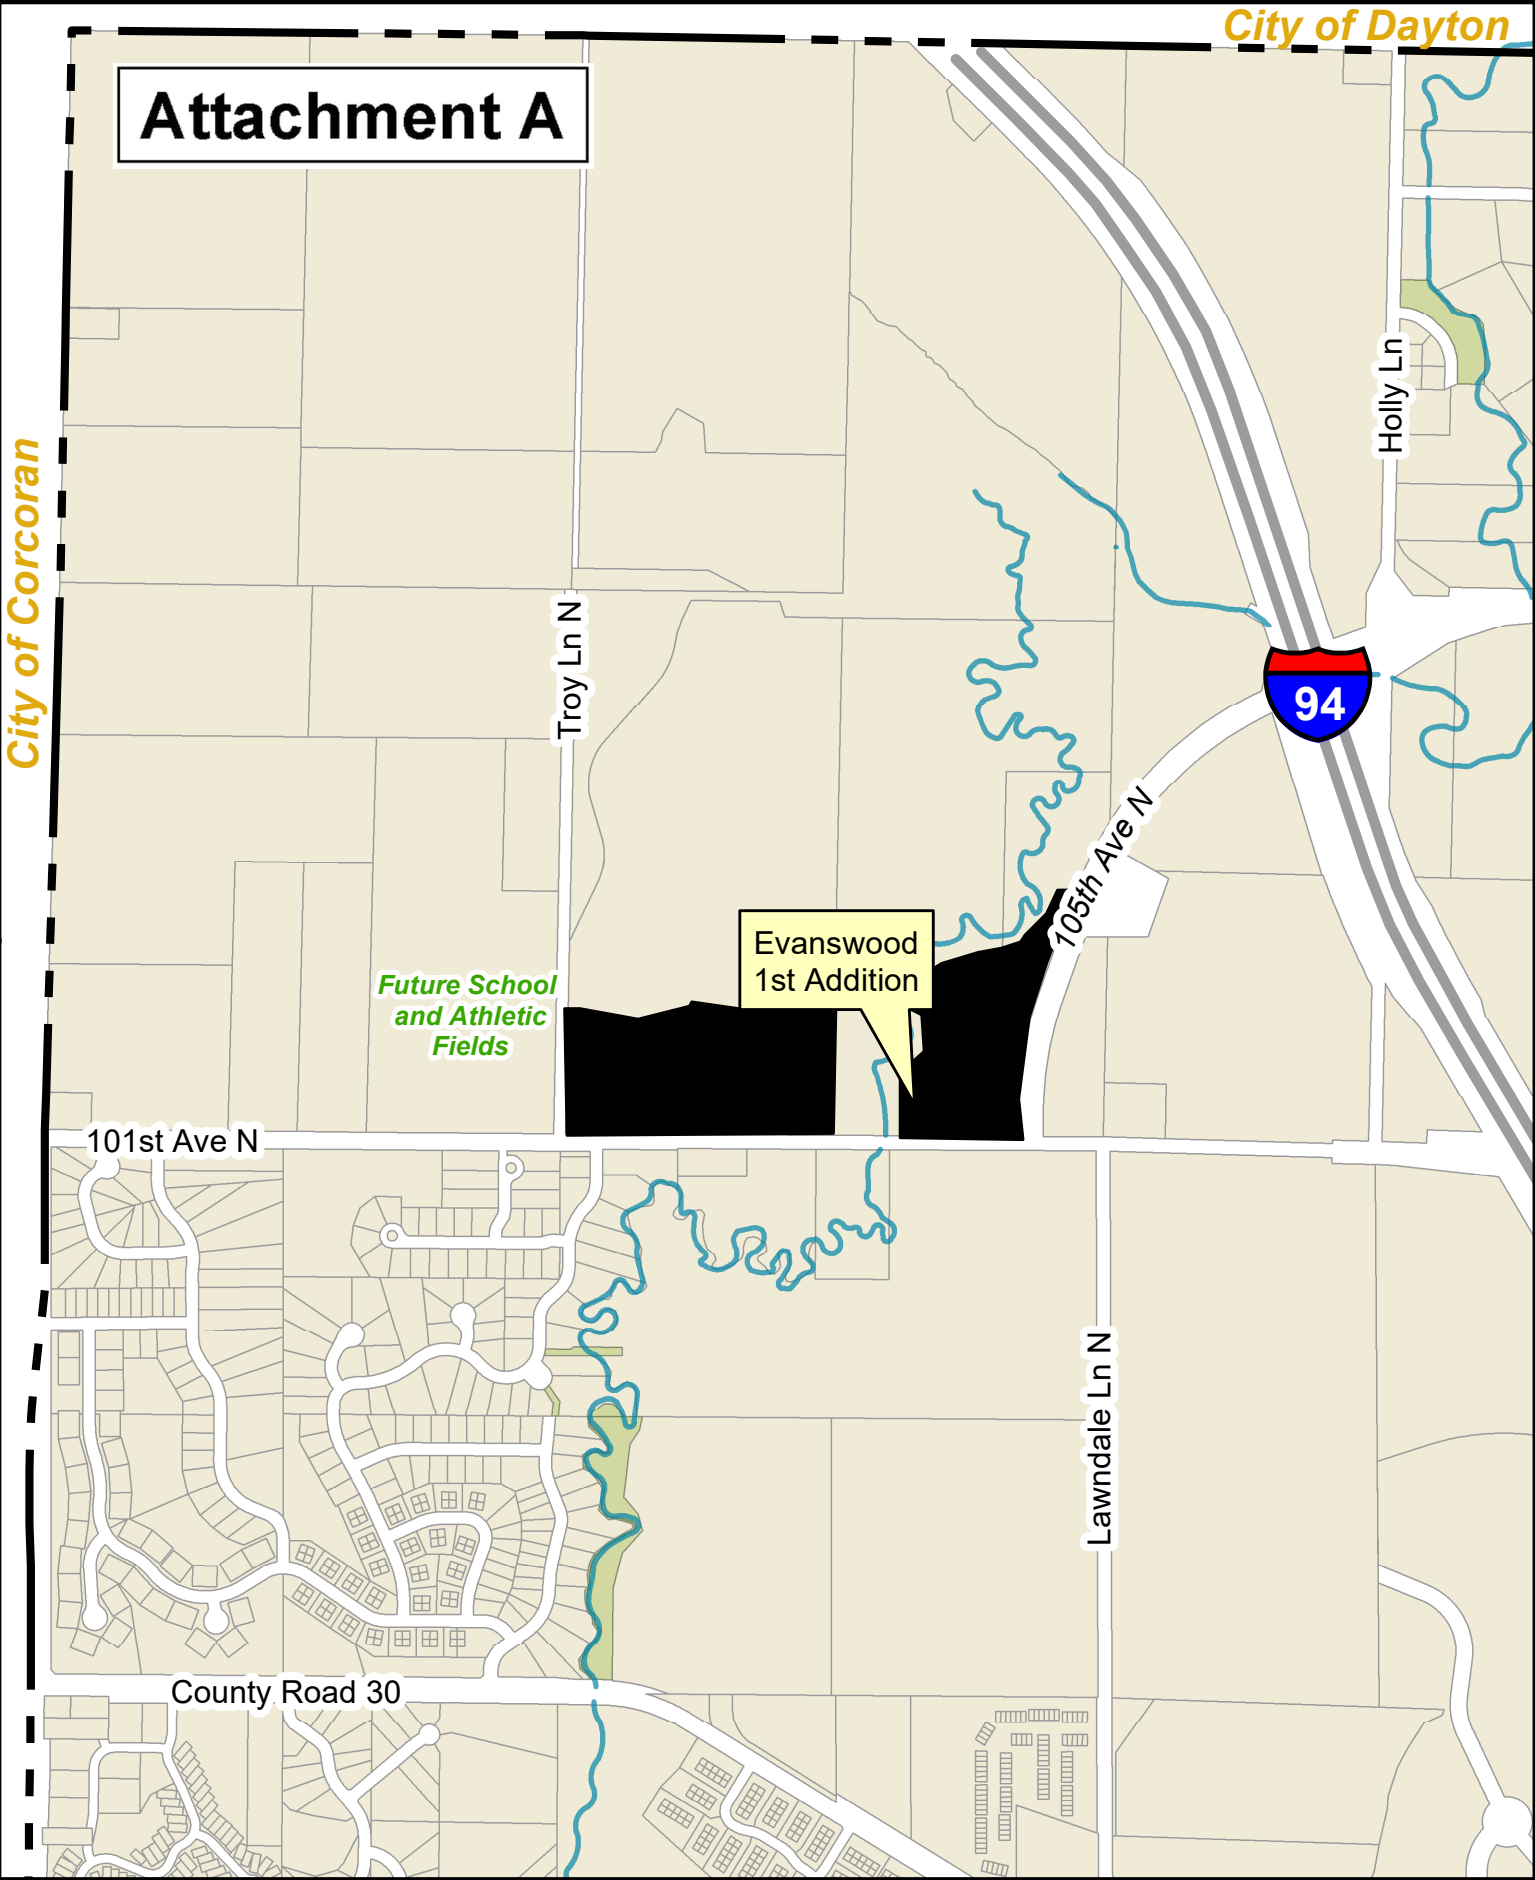 City of Dayton
Attachment A
Holly Ln
City of Corcoran
Troy Ln N
94
105th Ave N
Evanswood
1st Addition
Future School
and Athletic
Fields
101st Ave N
Lawndale Ln N
County Road 30